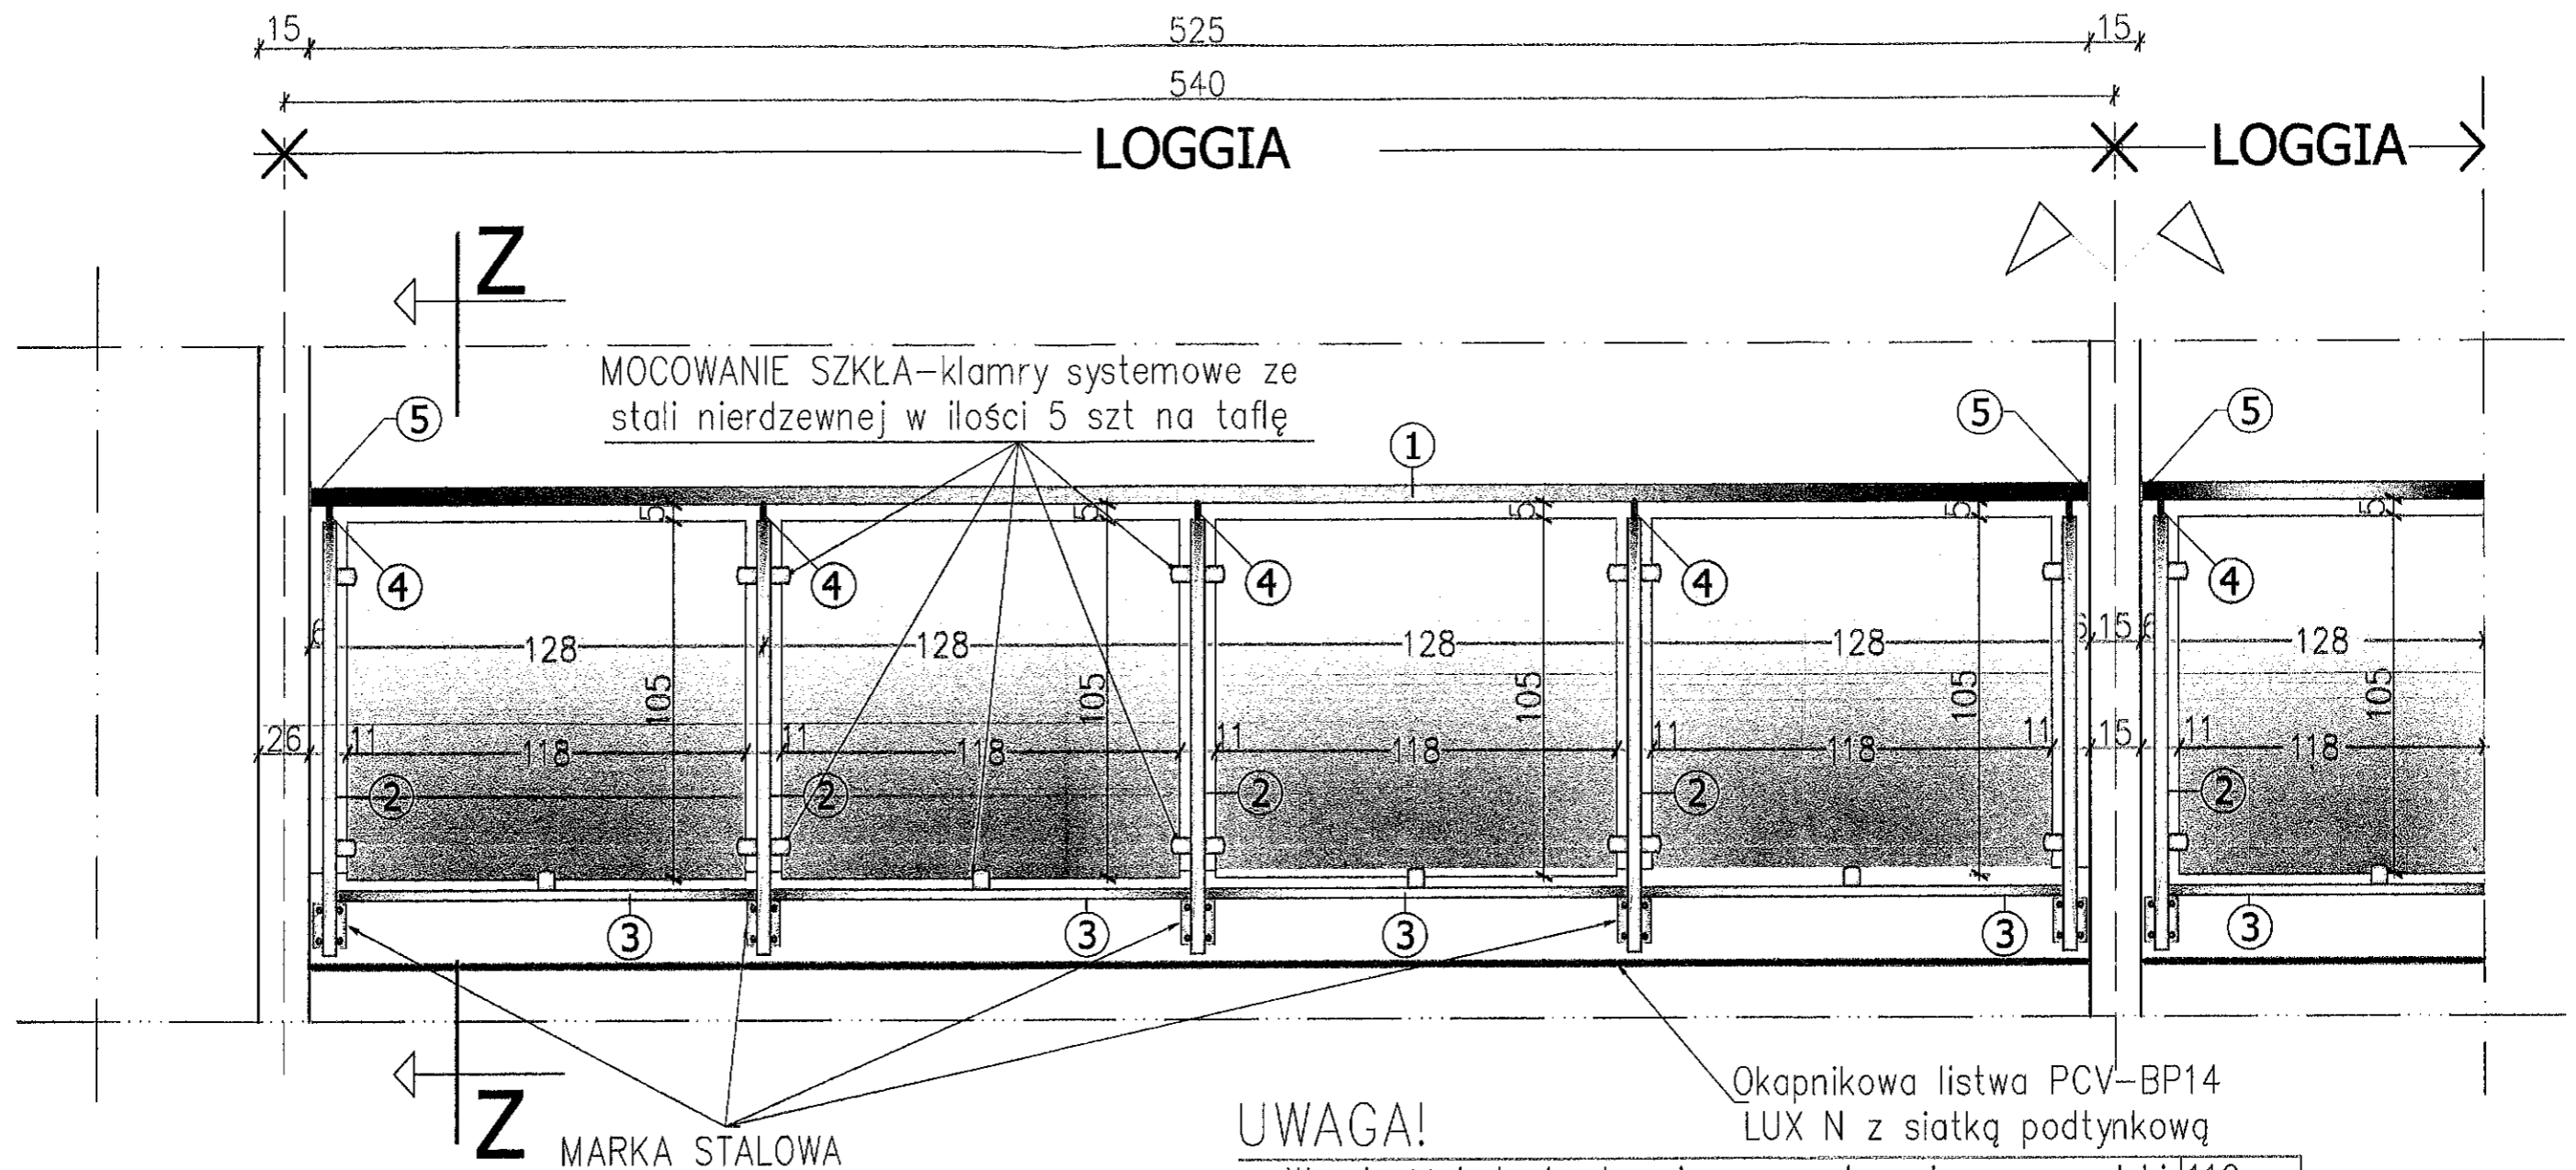 15 525 15
540
LOGGIA LOGGIA
Z
MOCOWANIE SZKŁA-klamry systemowe ze
stali nierdzewnej w ilości 5 szt na taflę
5 1 5 5
5 5 5 5
4 4 4 4 4
6 128 128 128 128 6 15 6 128
105 105 105 105 105
26 11 118 11 118 11 118 11 118 11 15 11 118
2 2 2 2 2
3 3 3 3 3
Okapnikowa listwa PCV-BP14
LUX N z siatką podtynkową
Z
MARKA STALOWA
UWAGA!
110